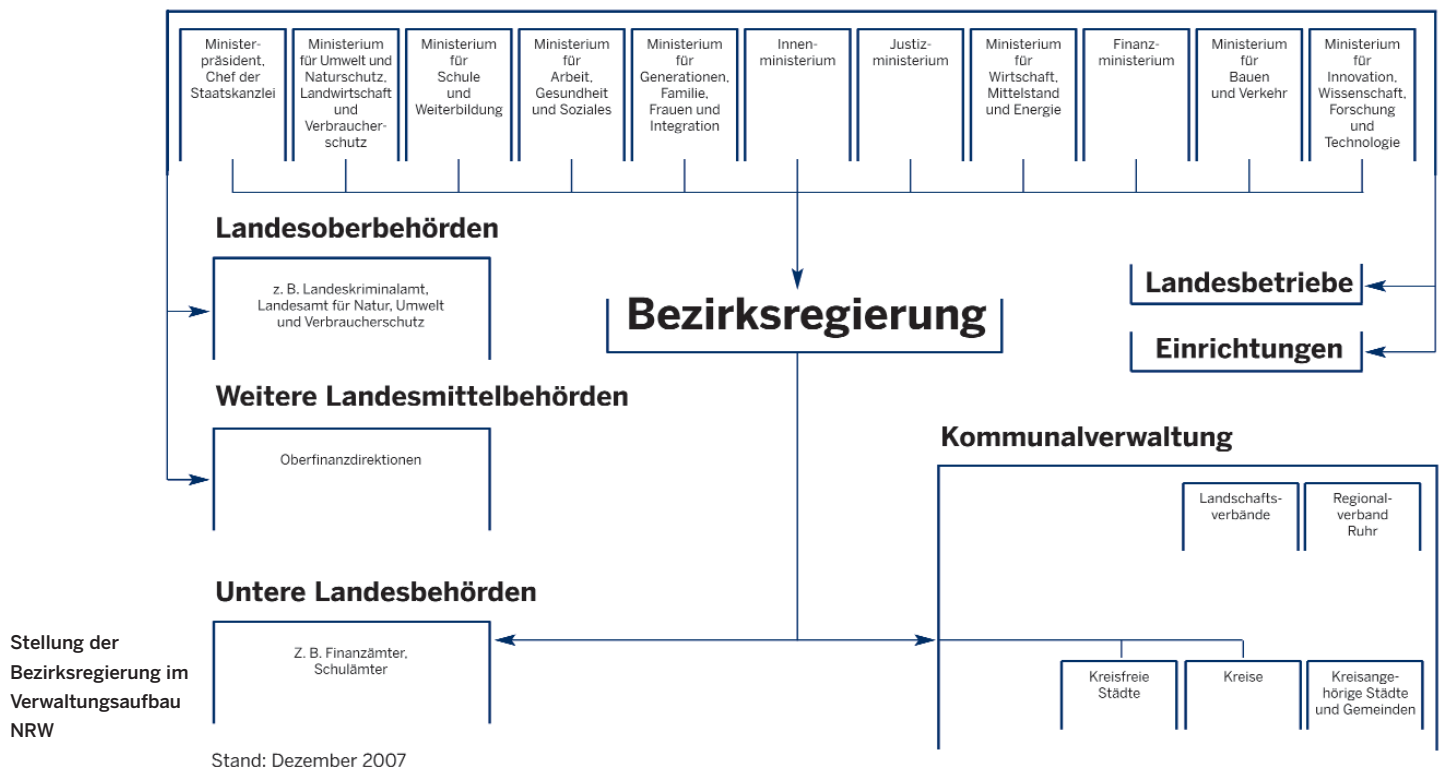 Minister-
präsident,
Chef der
Staatskanzlei
Ministerium
für Umwelt und
Naturschutz,
Landwirtschaft
und
Verbraucher-
schutz
Ministerium
für
Schule
und
Weiterbildung
Ministerium
für
Arbeit,
Gesundheit
und Soziales
Ministerium
für
Generationen,
Familie,
Frauen und
Integration
Innen-
ministerium
Justiz-
ministerium
Ministerium
für
Wirtschaft,
Mittelstand
und Energie
Finanz-
ministerium
Ministerium
für
Bauen
und Verkehr
Ministerium
für
Innovation,
Wissenschaft,
Forschung
und
Technologie
Landesoberbehörden
z. B. Landeskriminalamt,
Landesamt für Natur, Umwelt
und Verbraucherschutz
Bezirksregierung
Landesbetriebe
Einrichtungen
Weitere Landesmittelbehörden
Oberfinanzdirektionen
Kommunalverwaltung
Landschafts-
verbände
Regional-
verband
Ruhr
Untere Landesbehörden
Z. B. Finanzämter,
Schulämter
Kreisfreie
Städte
Kreise
Kreisange-
hörige Städte
und Gemeinden
Stellung der
Bezirksregierung im
Verwaltungsaufbau
NRW
Stand: Dezember 2007